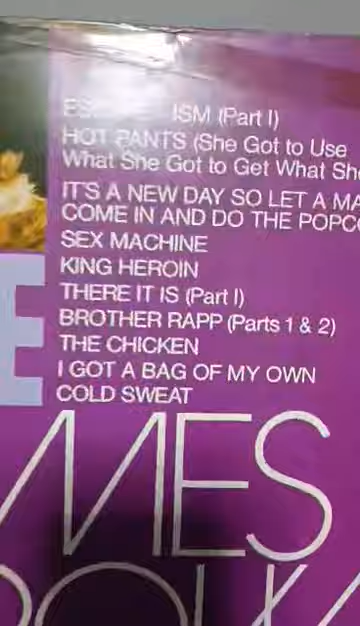 ISM (Part I)
HOT PANTS (She Got to Use
What She Got to Get What She
IT'S A NEW DAY SO LET A MA
COME IN AND DO THE POPCO
SEX MACHINE
KING HEROIN
THERE IT IS (Part I)
BROTHER RAPP (Parts 1 & 2)
THE CHICKEN
I GOT A BAG OF MY OWN
COLD SWEAT
E
MES